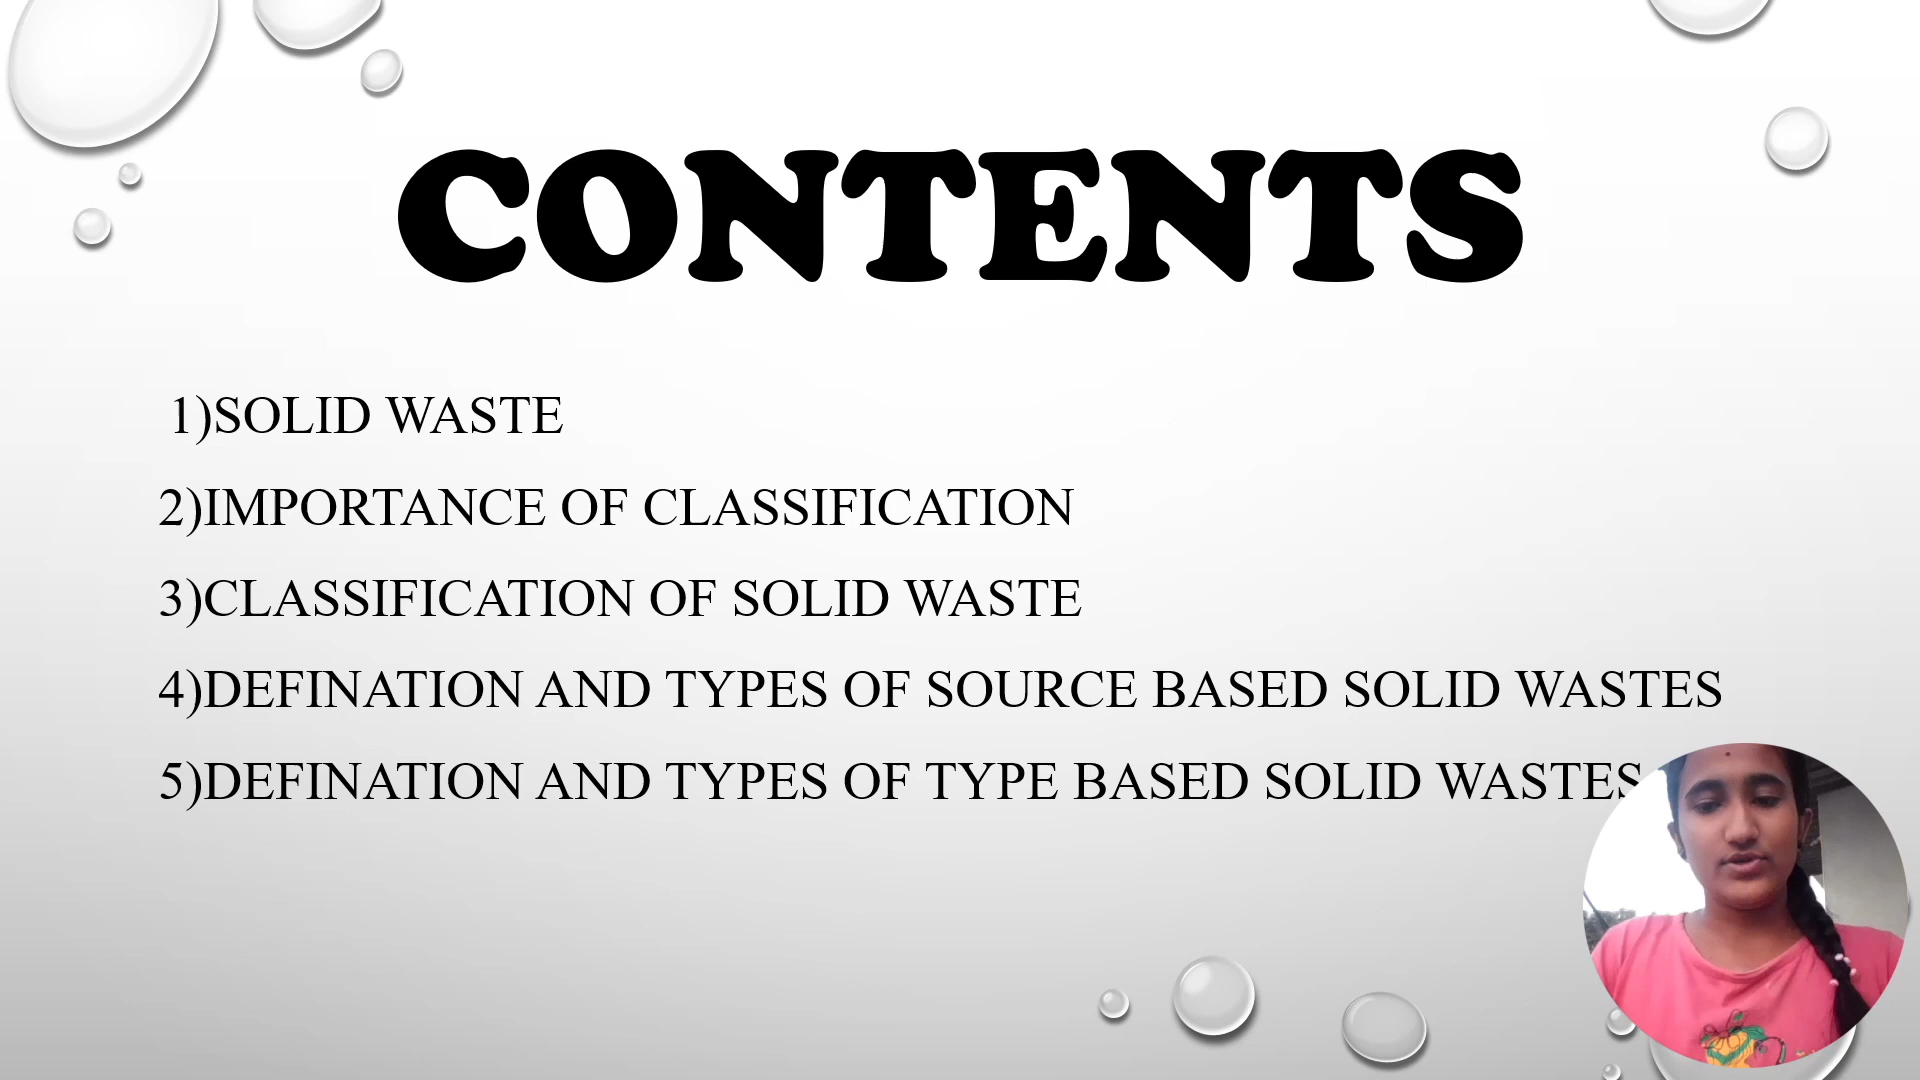 CONTENTS
1)SOLID WASTE
2)IMPORTANCE OF CLASSIFICATION
3)CLASSIFICATION OF SOLID WASTE
4)DEFINATION AND TYPES OF SOURCE BASED SOLID WASTES
5)DEFINATION AND TYPES OF TYPE BASED SOLID WASTES